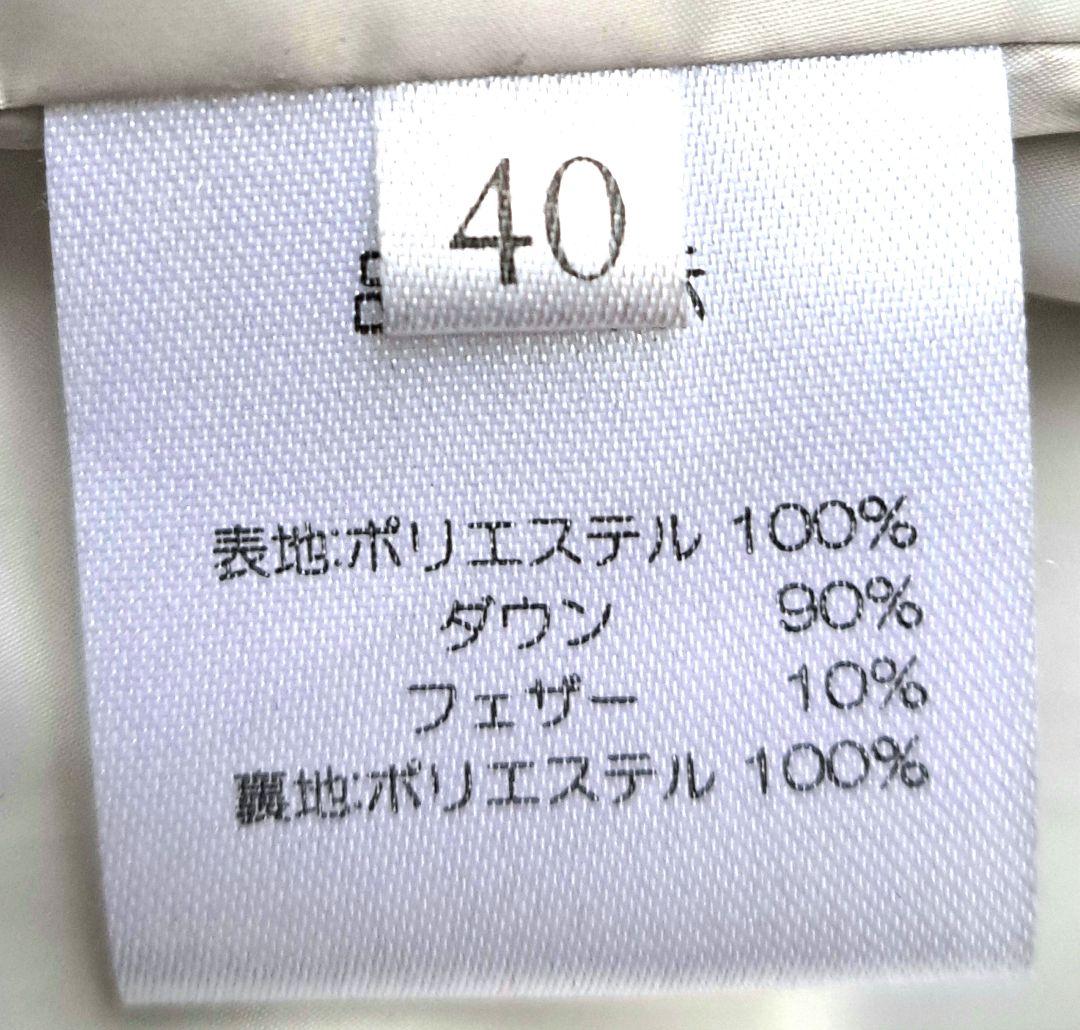 40
表地:ポリエステル 100%
ダウン 90%
フェザー 10%
裏地:ポリエステル 100%